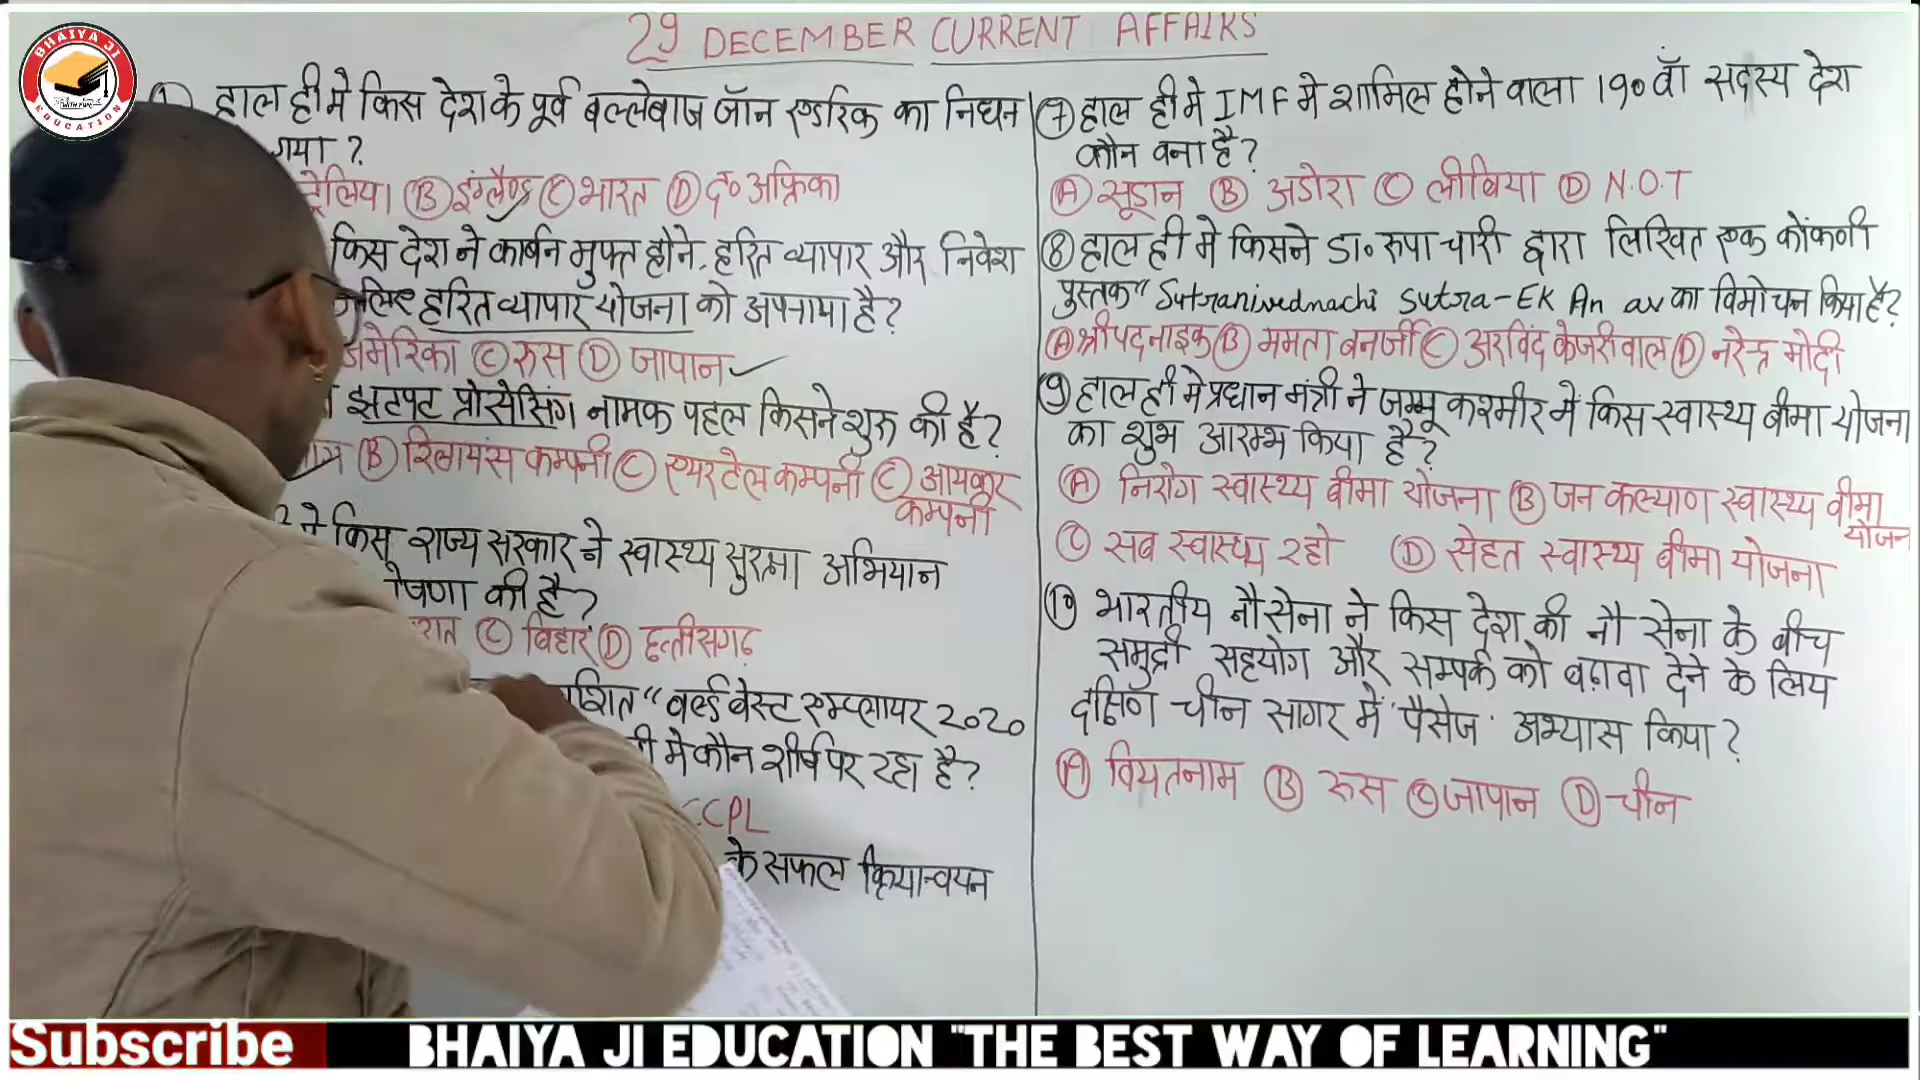 BHAIYA JI
EDUCATION
29 DECEMBER CURRENT AFFAIRS
हाल ही मे किस देश के पूर्व बल्लेबाज जॉन एडरिक का निधन
गया ?
ट्रेलिया (B) इंग्लैण्ड (C) भारत (D) द० अफ्रिका
किस देश ने कार्बन मुफ्त होने, हरित व्यापार और निवेश
लिए हरित व्यापार योजना को अपनाया है?
अमेरिका (C) रुस (D) जापान
झटपट प्रोसेसिंग नामक पहल किसने शुरु की है?
(B) रिलायंस कम्पनी (C) एयरटेल कम्पनी (C) आयकर
कम्पनी
ने किस राज्य सरकार ने स्वास्थ्य सुरक्षा अभियान
षणा की है?
रात (C) बिहार (D) छत्तीसगढ़
शित "वर्ल्ड बेस्ट एम्प्लायर 2020
मे कौन शीर्ष पर रहा है?
CCPL
के सफल क्रियान्वयन
(7) हाल ही मे IMF मे शामिल होने वाला 190 वाँ सदस्य देश
कौन बना है?
(A) सूडान (B) अडोरा (C) लीबिया (D) N.O.T
(8) हाल ही मे किसने डा० रुपा चारी द्वारा लिखित एक कोंकणी
पुस्तक" Sutranivednachi Sutra-EK An av का विमोचन किया है?
(A) श्रीपदनाइक (B) ममता बनर्जी (C) अरविंद केजरीवाल (D) नरेन्द्र मोदी
(9) हाल ही मे प्रधान मंत्री ने जम्मू कश्मीर में किस स्वास्थ्य बीमा योजना
का शुभ आरम्भ किया है?
(A) निरोग स्वास्थ्य बीमा योजना (B) जन कल्याण स्वास्थ्य बीमा
योजन
(C) सब स्वास्थ्य रहो (D) सेहत स्वास्थ्य बीमा योजना
(10) भारतीय नौसेना ने किस देश की नौ सेना के बीच
समुद्री सहयोग और सम्पर्क को बढ़ावा देने के लिय
दक्षिण चीन सागर में 'पैसेज' अभ्यास किया?
(A) वियतनाम (B) रुस (C) जापान (D) चीन
Subscribe BHAIYA JI EDUCATION "THE BEST WAY OF LEARNING"